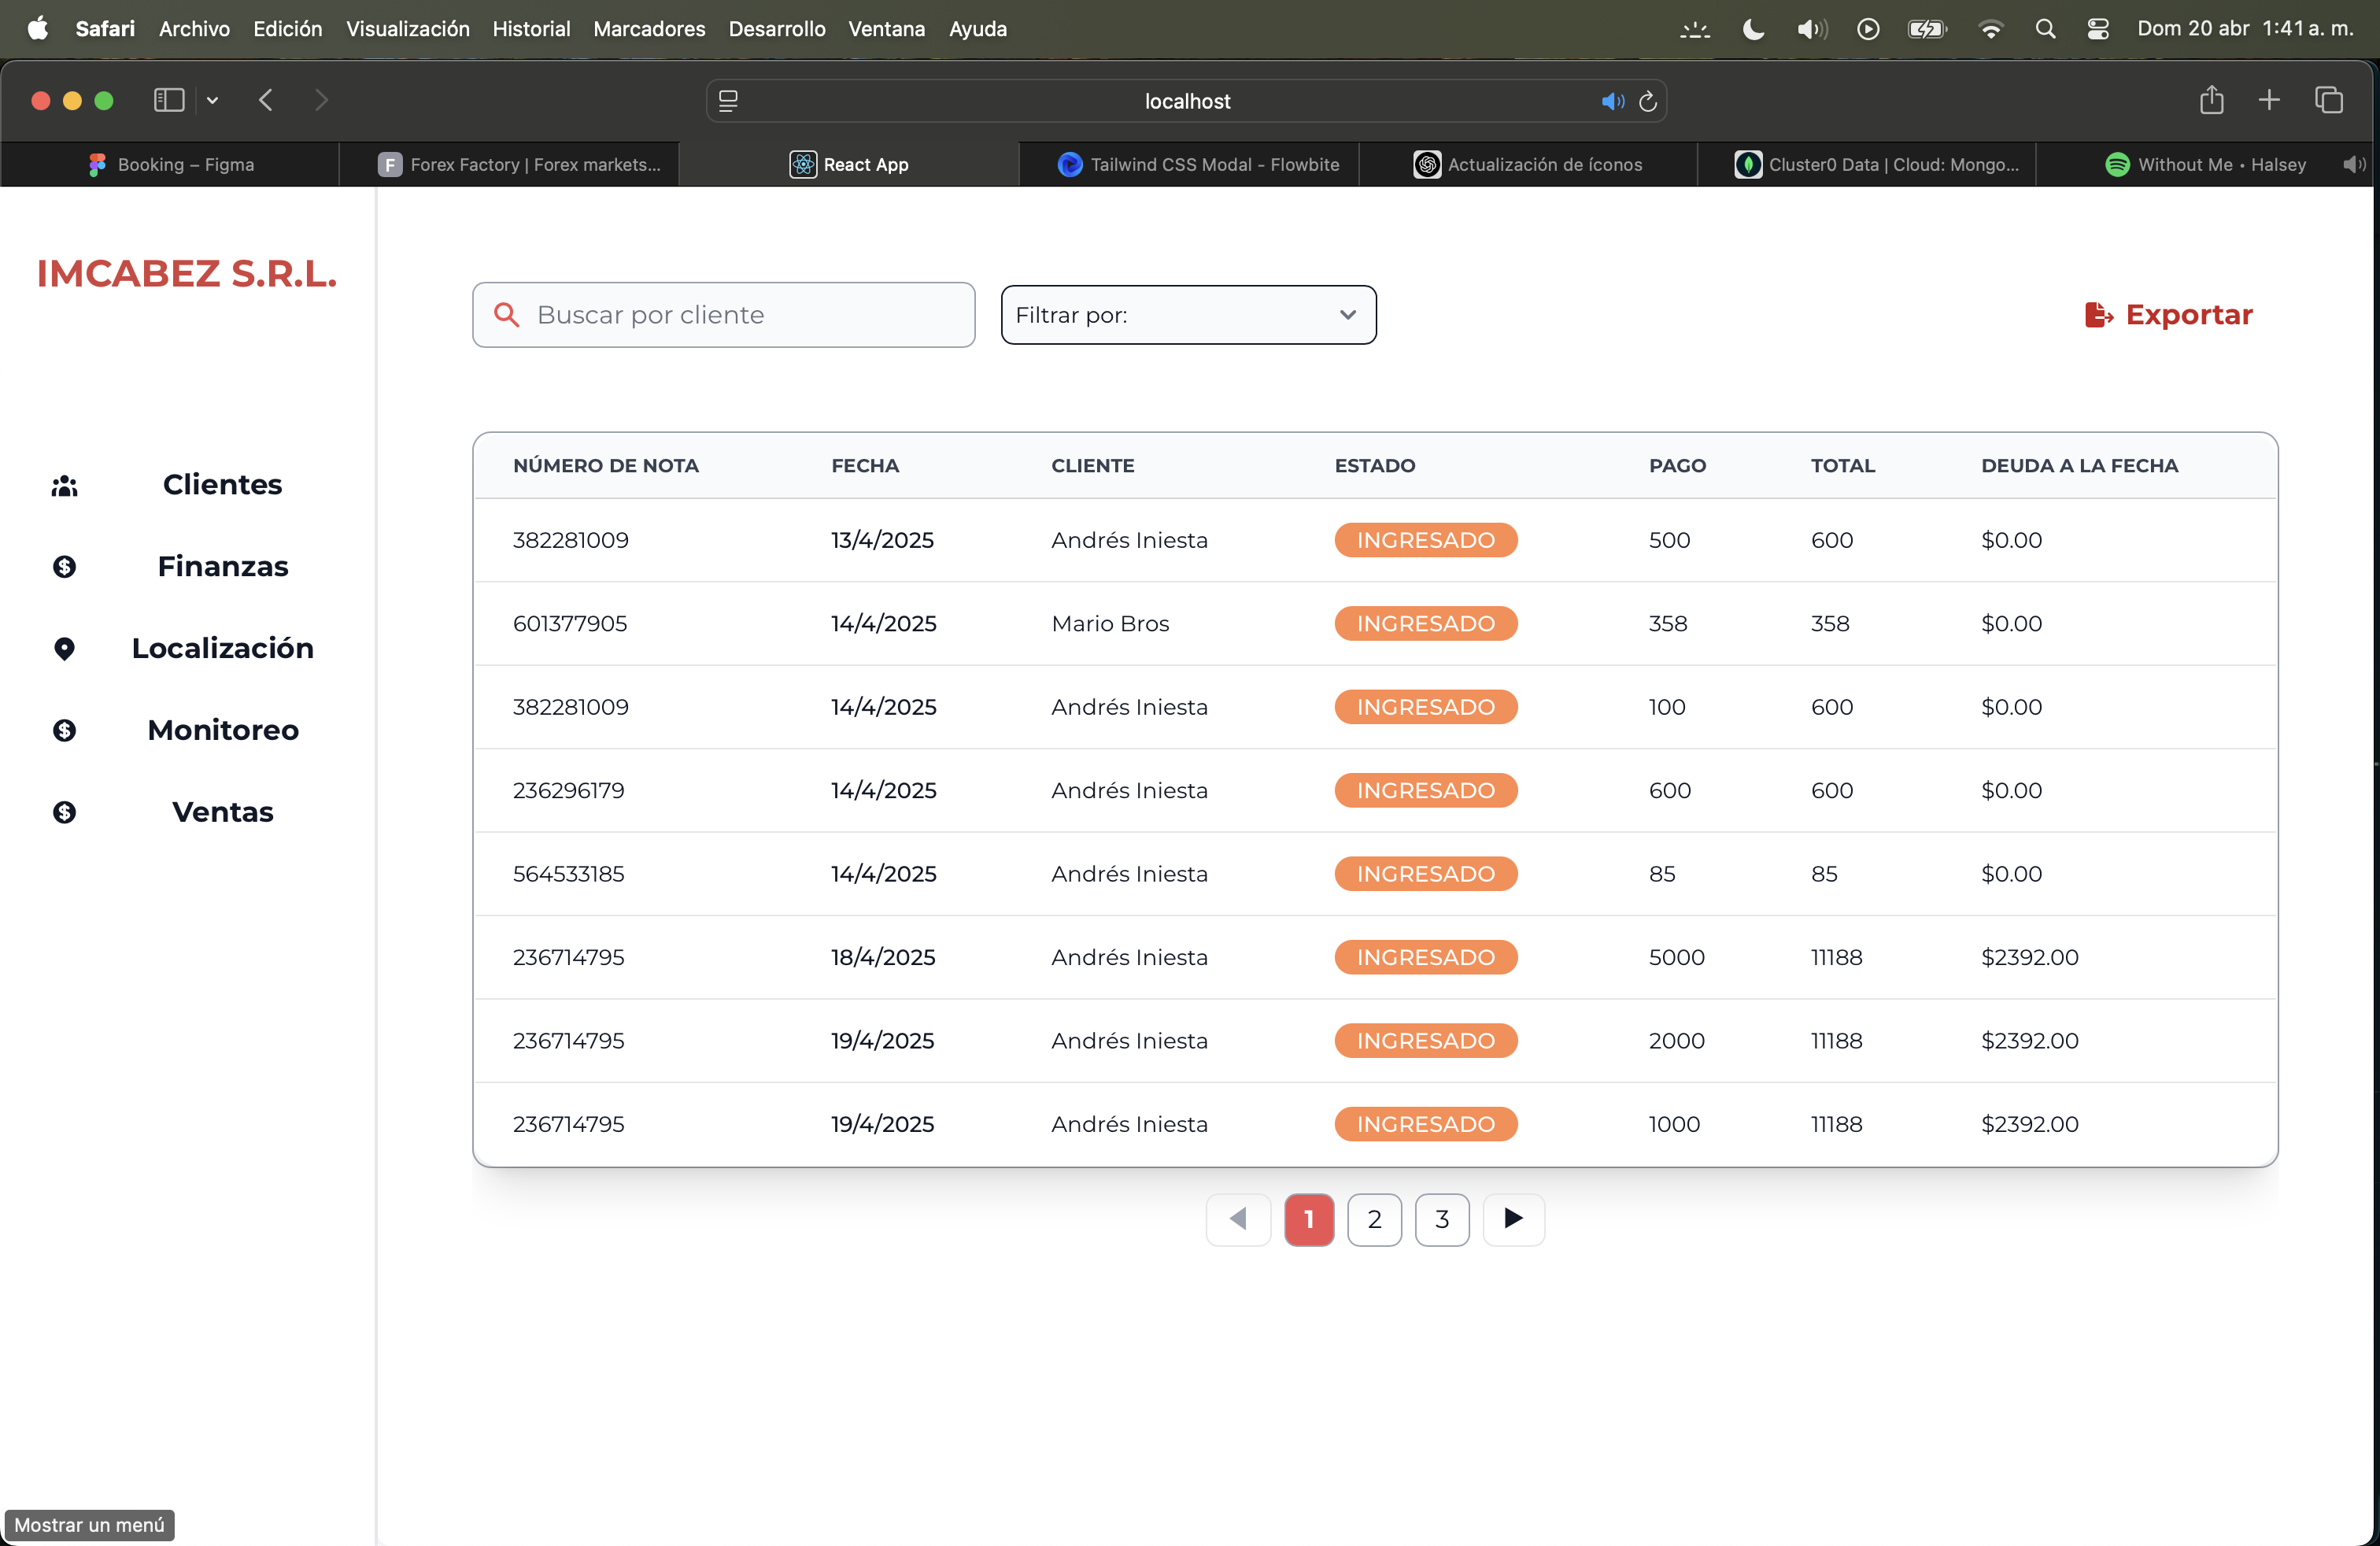 Safari Archivo Edición Visualización Historial Marcadores Desarrollo Ventana Ayuda Dom 20 abr 1:41 a. m.
localhost
Booking – Figma F Forex Factory | Forex markets... React App Tailwind CSS Modal - Flowbite Actualización de íconos Cluster0 Data | Cloud: Mongo... Without Me • Halsey
IMCABEZ S.R.L.
Buscar por cliente Filtrar por: Exportar
Clientes
Finanzas
Localización
Monitoreo
Ventas
NÚMERO DE NOTA FECHA CLIENTE ESTADO PAGO TOTAL DEUDA A LA FECHA
382281009 13/4/2025 Andrés Iniesta INGRESADO 500 600 $0.00
601377905 14/4/2025 Mario Bros INGRESADO 358 358 $0.00
382281009 14/4/2025 Andrés Iniesta INGRESADO 100 600 $0.00
236296179 14/4/2025 Andrés Iniesta INGRESADO 600 600 $0.00
564533185 14/4/2025 Andrés Iniesta INGRESADO 85 85 $0.00
236714795 18/4/2025 Andrés Iniesta INGRESADO 5000 11188 $2392.00
236714795 19/4/2025 Andrés Iniesta INGRESADO 2000 11188 $2392.00
236714795 19/4/2025 Andrés Iniesta INGRESADO 1000 11188 $2392.00
1 2 3
Mostrar un menú